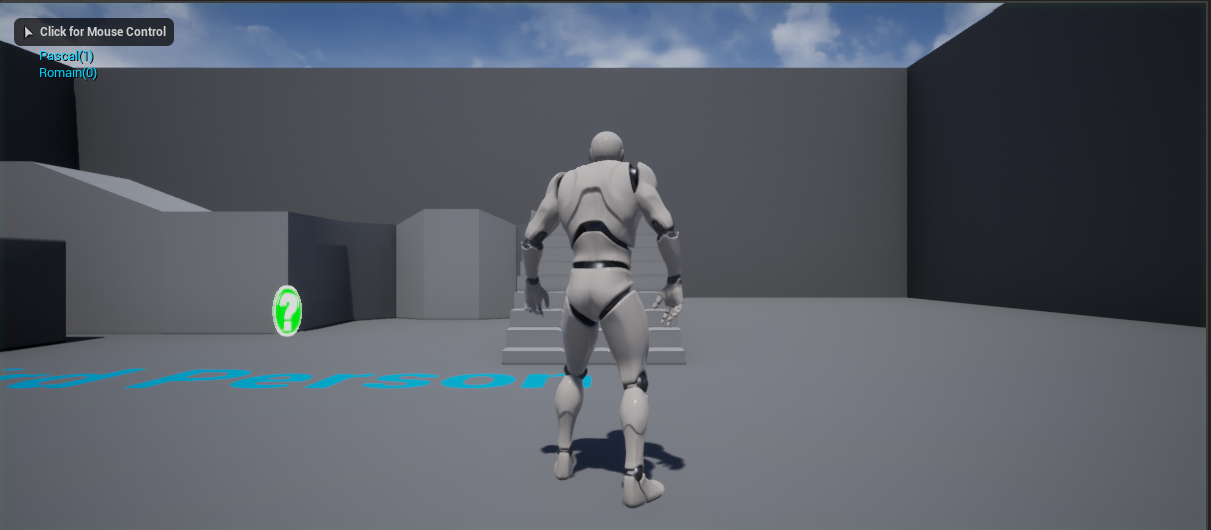 Click for Mouse Control
Pascal(1)
Romain(0)
?
Person